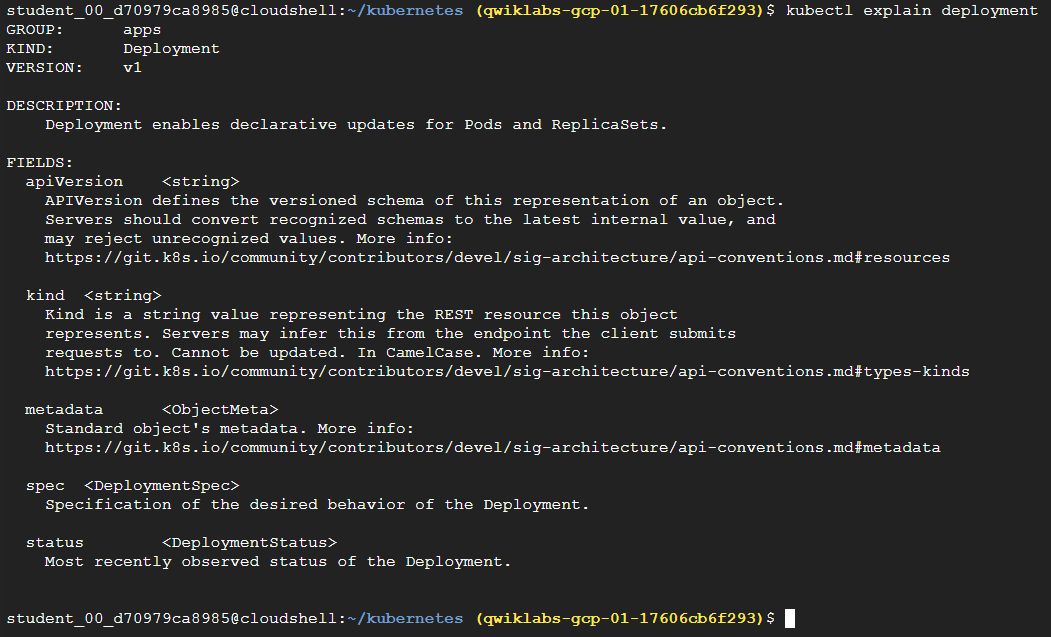 student_00_d70979ca8985@cloudshell:~/kubernetes (qwiklabs-gcp-01-17606cb6f293)$ kubectl explain deployment
GROUP:      apps
KIND:       Deployment
VERSION:    v1

DESCRIPTION:
    Deployment enables declarative updates for Pods and ReplicaSets.

FIELDS:
  apiVersion    <string>
    APIVersion defines the versioned schema of this representation of an object.
    Servers should convert recognized schemas to the latest internal value, and
    may reject unrecognized values. More info:
    https://git.k8s.io/community/contributors/devel/sig-architecture/api-conventions.md#resources

  kind  <string>
    Kind is a string value representing the REST resource this object
    represents. Servers may infer this from the endpoint the client submits
    requests to. Cannot be updated. In CamelCase. More info:
    https://git.k8s.io/community/contributors/devel/sig-architecture/api-conventions.md#types-kinds

  metadata      <ObjectMeta>
    Standard object's metadata. More info:
    https://git.k8s.io/community/contributors/devel/sig-architecture/api-conventions.md#metadata

  spec  <DeploymentSpec>
    Specification of the desired behavior of the Deployment.

  status        <DeploymentStatus>
    Most recently observed status of the Deployment.

student_00_d70979ca8985@cloudshell:~/kubernetes (qwiklabs-gcp-01-17606cb6f293)$